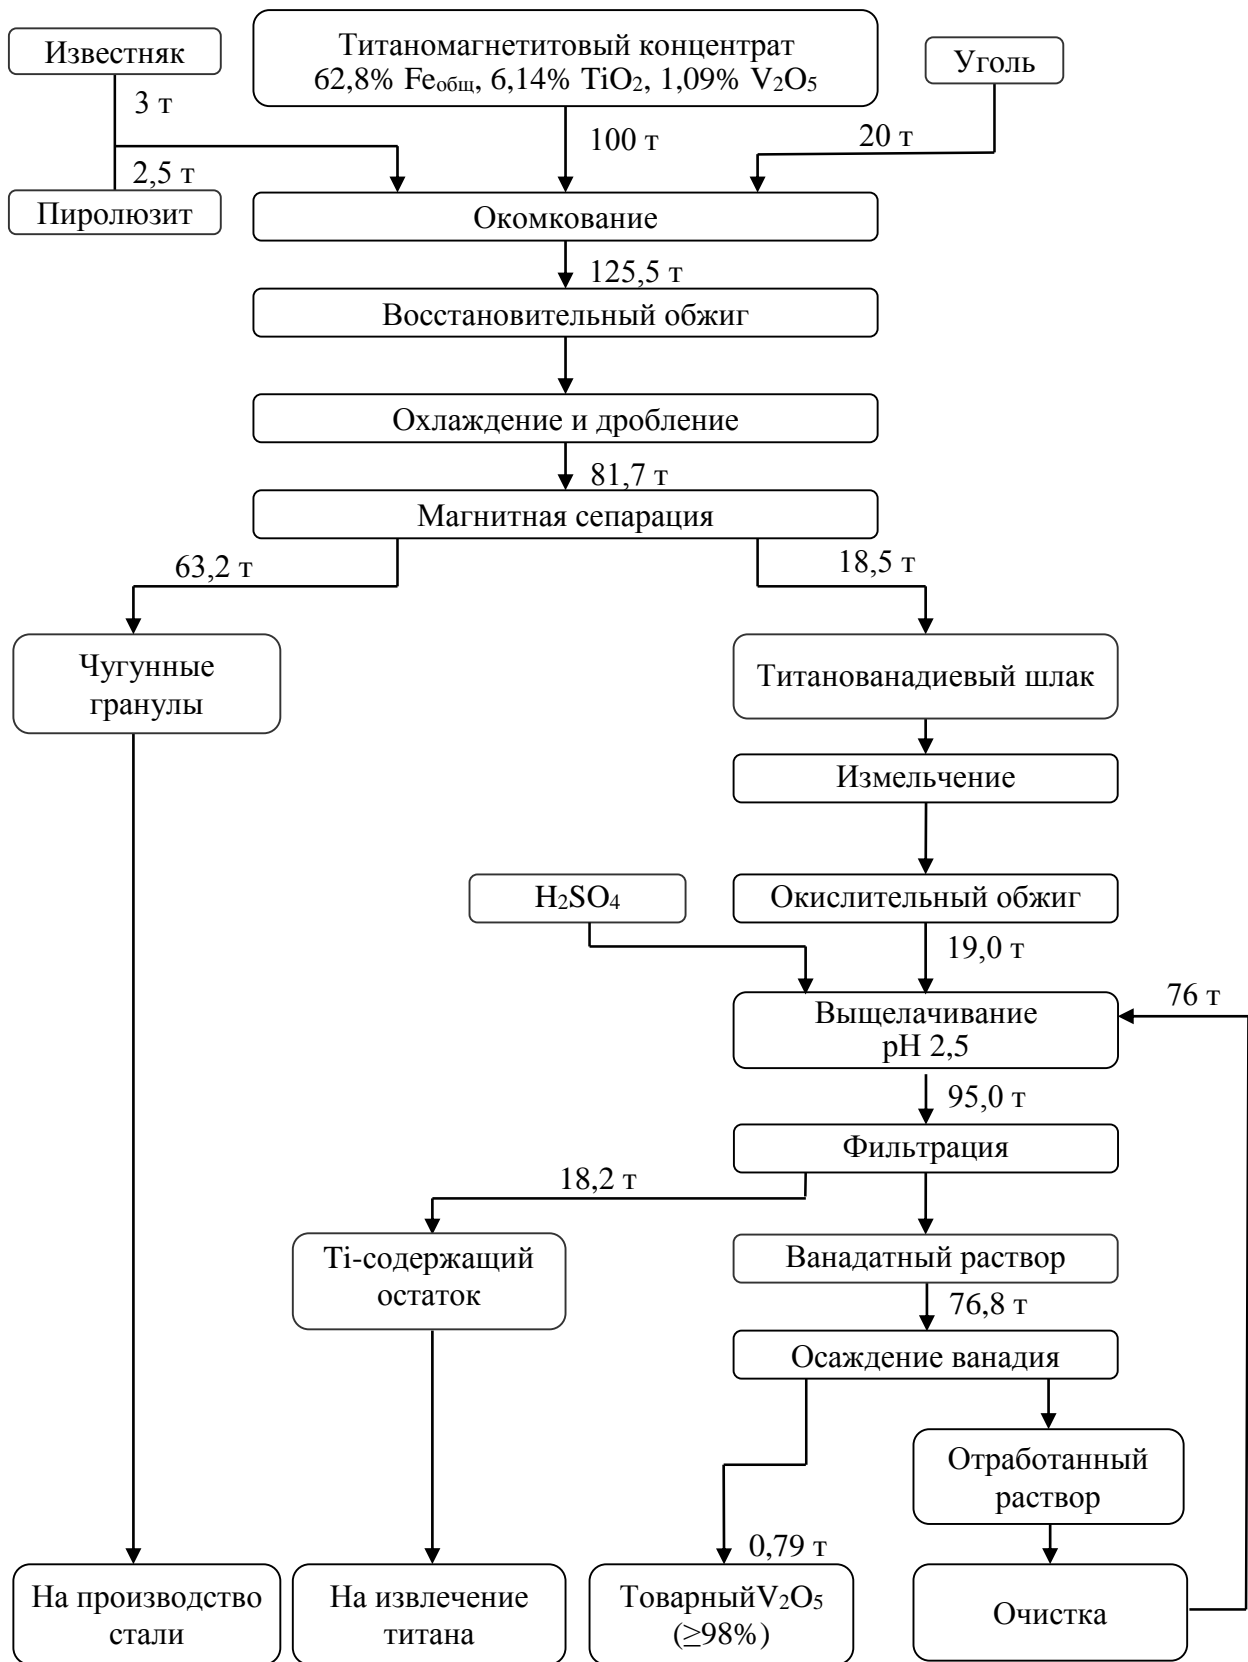 Известняк
Титаномагнетитовый концентрат
62,8% Feобщ, 6,14% TiO2, 1,09% V2O5
Уголь
3 т
100 т
20 т
2,5 т
Пиролюзит
Окомкование
125,5 т
Восстановительный обжиг
Охлаждение и дробление
81,7 т
Магнитная сепарация
63,2 т
18,5 т
Чугунные
гранулы
Титанованадиевый шлак
Измельчение
H2SO4
Окислительный обжиг
19,0 т
Выщелачивание
pH 2,5
76 т
95,0 т
Фильтрация
18,2 т
Ti-содержащий
остаток
Ванадатный раствор
76,8 т
Осаждение ванадия
Отработанный
раствор
0,79 т
На производство
стали
На извлечение
титана
ТоварныйV2O5
(≥98%)
Очистка